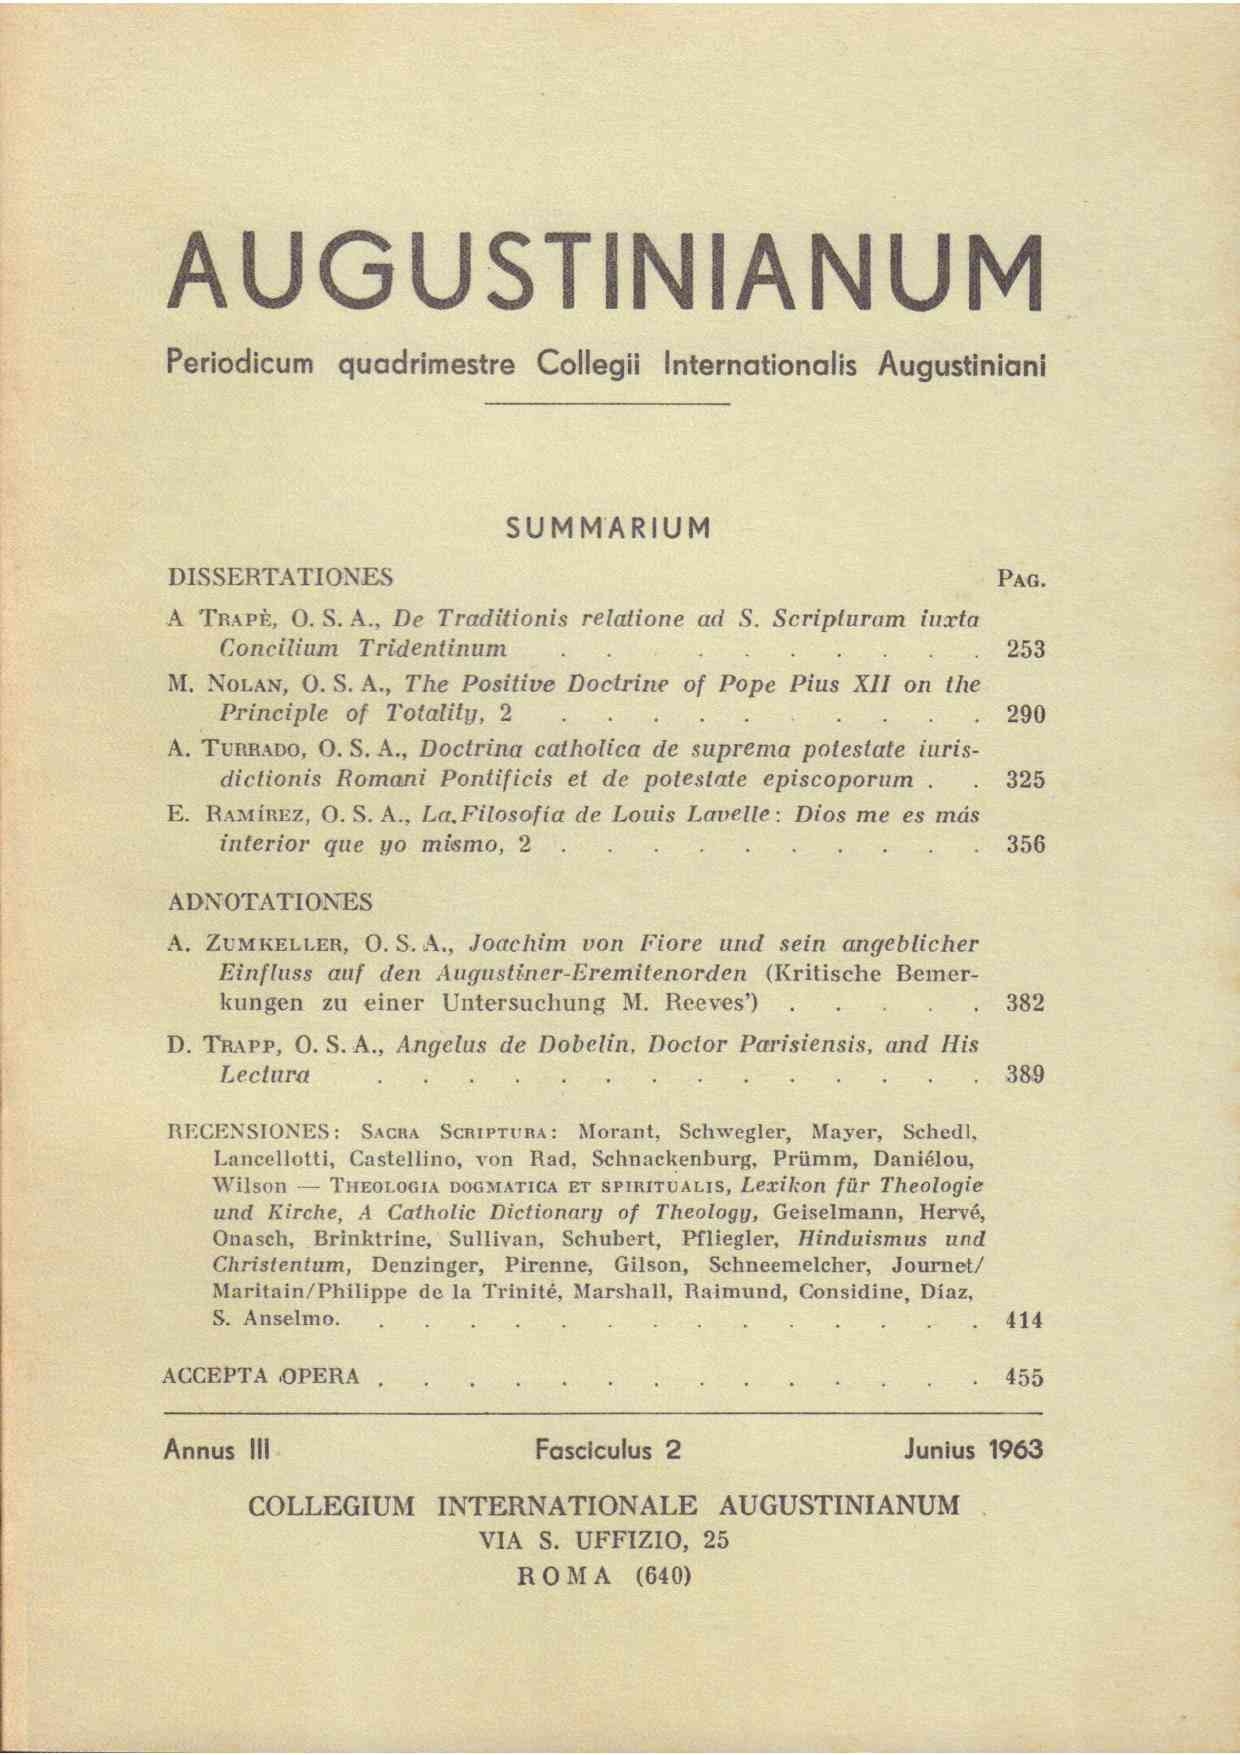 AUGUSTINIANUM
Periodicum quadrimestre Collegii Internationalis Augustiniani
SUMMARIUM
DISSERTATIONES PAG.
A TRAPÈ, O. S. A., De Traditionis relatione ad S. Scripturam iuxta
Concilium Tridentinum . . . . . . . . . 253
M. NOLAN, O. S. A., The Positive Doctrine of Pope Pius XII on the
Principle of Totality, 2 . . . . . . . . . . 290
A. TURRADO, O. S. A., Doctrina catholica de suprema potestate iuris-
dictionis Romani Pontificis et de potestate episcoporum . . 325
E. RAMÍREZ, O. S. A., La Filosofía de Louis Lavelle: Dios me es más
interior que yo mismo, 2 . . . . . . . . . . 356
ADNOTATIONES
A. ZUMKELLER, O. S. A., Joachim von Fiore und sein angeblicher
Einfluss auf den Augustiner-Eremitenorden (Kritische Bemer-
kungen zu einer Untersuchung M. Reeves') . . . . . 382
D. TRAPP, O. S. A., Angelus de Dobelin, Doctor Parisiensis, and His
Lectura . . . . . . . . . . . . . . 389
RECENSIONES: SACRA SCRIPTURA: Morant, Schwegler, Mayer, Schedl,
Lancellotti, Castellino, von Rad, Schnackenburg, Prümm, Daniélou,
Wilson — THEOLOGIA DOGMATICA ET SPIRITUALIS, Lexikon für Theologie
und Kirche, A Catholic Dictionary of Theology, Geiselmann, Hervé,
Onasch, Brinktrine, Sullivan, Schubert, Pfliegler, Hinduismus und
Christentum, Denzinger, Pirenne, Gilson, Schneemelcher, Journet/
Maritain/Philippe de la Trinité, Marshall, Raimund, Considine, Díaz,
S. Anselmo. . . . . . . . . . . . . . . 414
ACCEPTA OPERA . . . . . . . . . . . . . . 455
Annus III Fasciculus 2 Junius 1963
COLLEGIUM INTERNATIONALE AUGUSTINIANUM
VIA S. UFFIZIO, 25
ROMA (640)